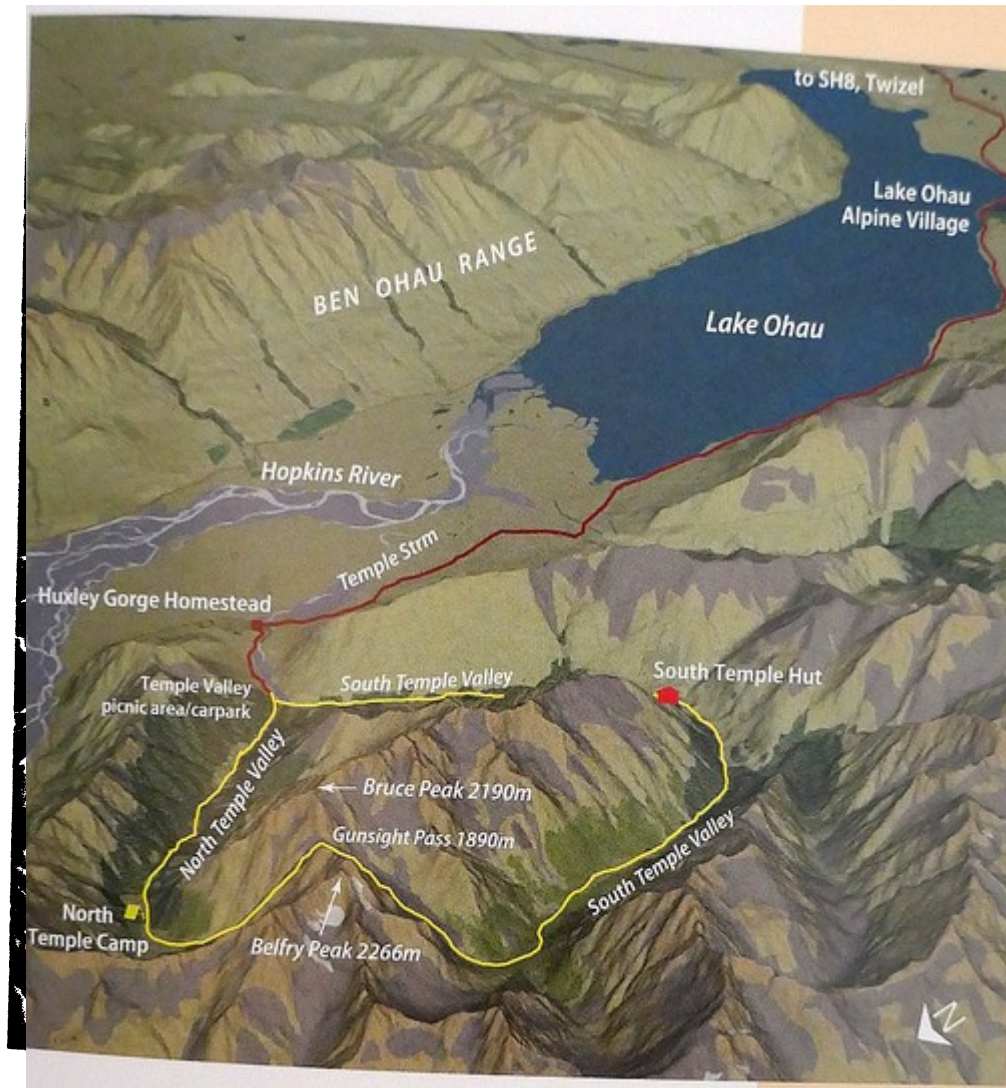 to SH8, Twizel
Lake Ohau
Alpine Village
BEN OHAU RANGE
Lake Ohau
Hopkins River
Temple Strm
Huxley Gorge Homestead
Temple Valley
picnic area/carpark
South Temple Valley
South Temple Hut
North Temple Valley
Bruce Peak 2190m
Gunsight Pass 1890m
South Temple Valley
North
Temple Camp
Belfry Peak 2266m
N